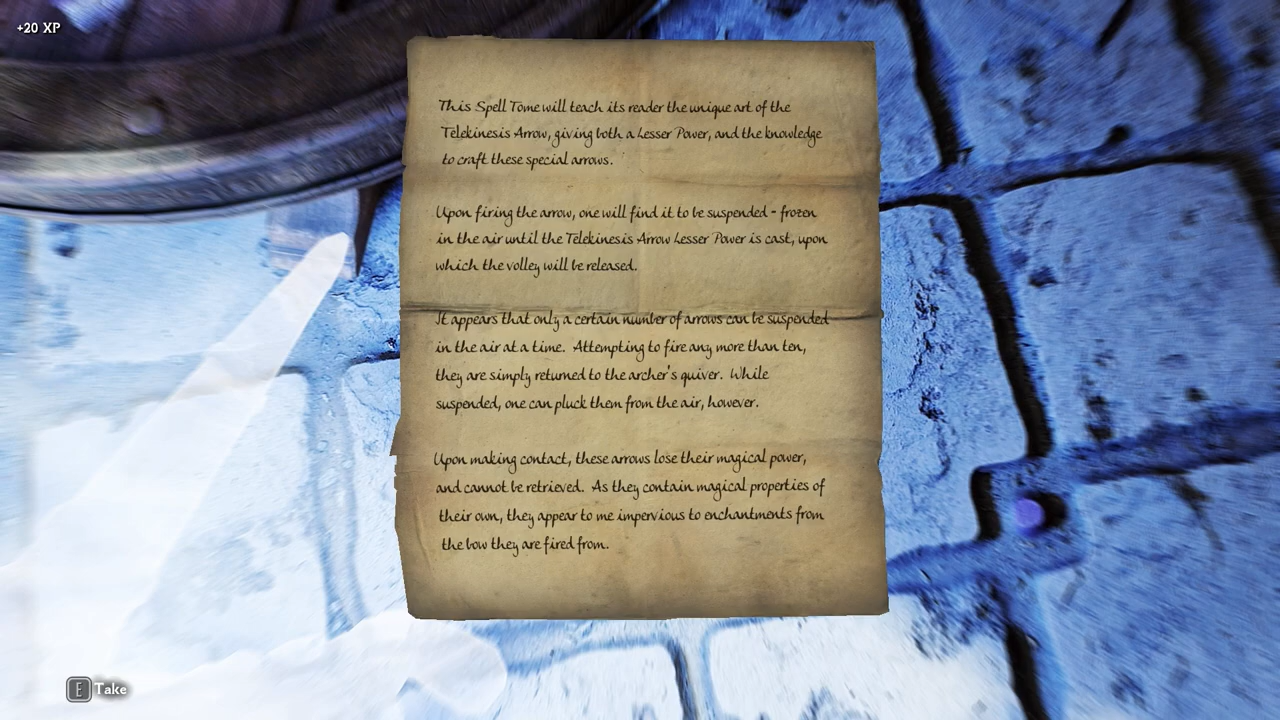 +20 XP
This Spell Tome will teach its reader the unique art of the
Telekinesis Arrow, giving both a Lesser Power, and the knowledge
to craft these special arrows.
Upon firing the arrow, one will find it to be suspended - frozen
in the air until the Telekinesis Arrow Lesser Power is cast, upon
which the volley will be released.
It appears that only a certain number of arrows can be suspended
in the air at a time. Attempting to fire any more than ten,
they are simply returned to the archer's quiver. While
suspended, one can pluck them from the air, however.
Upon making contact, these arrows lose their magical power,
and cannot be retrieved. As they contain magical properties of
their own, they appear to me impervious to enchantments from
the bow they are fired from.
E Take